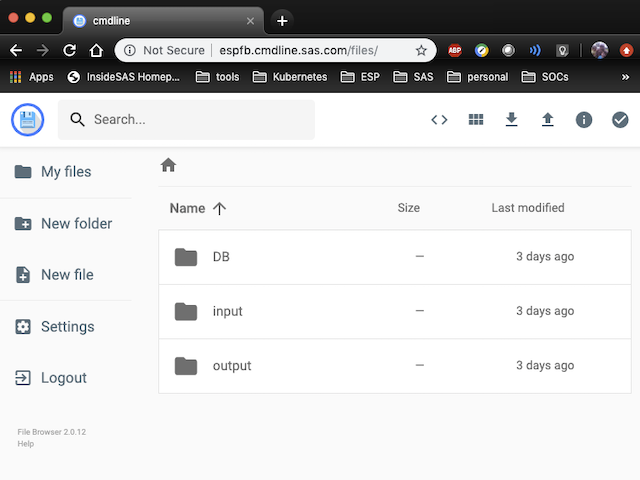 cmdline
Not Secure | espfb.cmdline.sas.com/files/
ABP
Apps InsideSAS Homep... tools Kubernetes ESP SAS personal SOCs »
Search...
My files
New folder
New file
Settings
Logout
File Browser 2.0.12
Help
Name Size Last modified
DB — 3 days ago
input — 3 days ago
output — 3 days ago